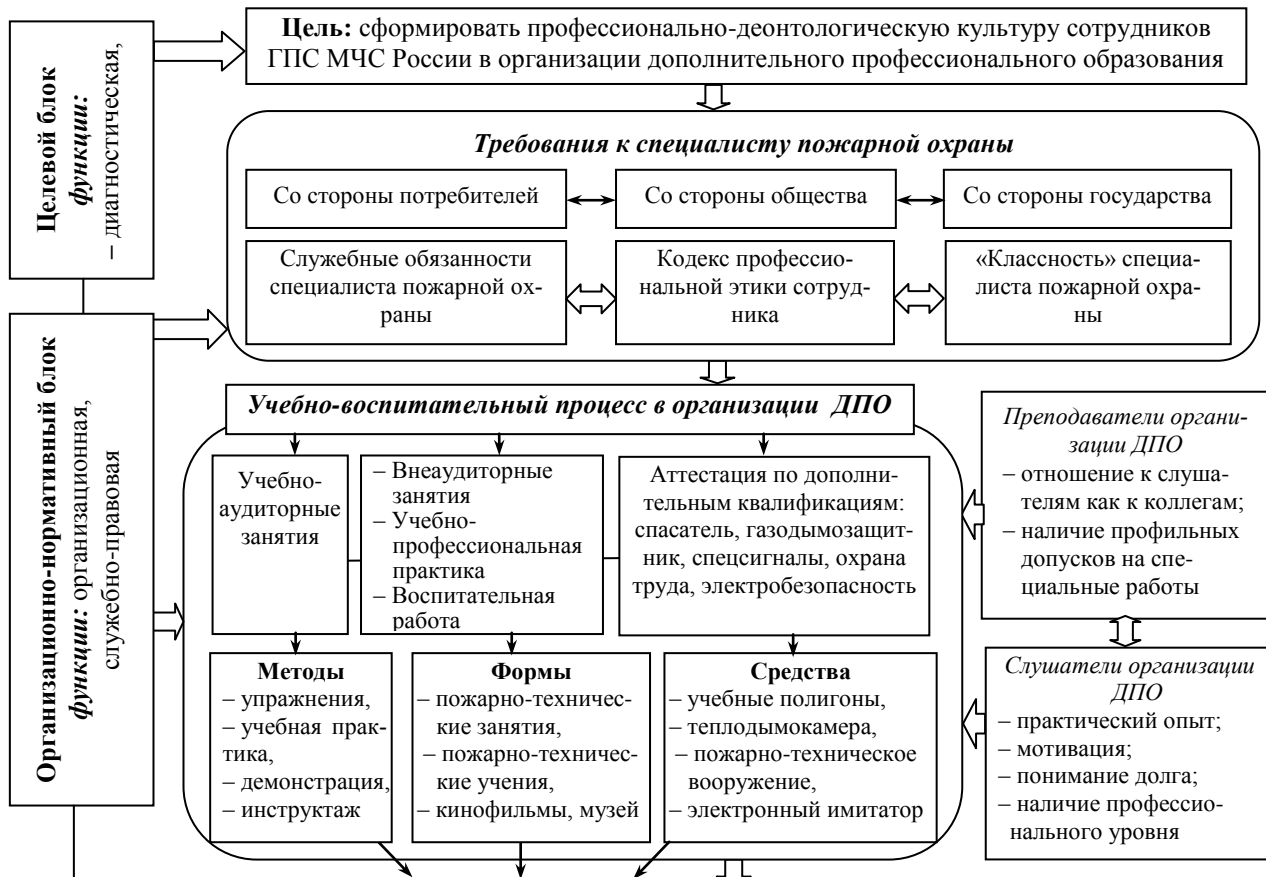 Целевой блок
функции:
– диагностическая,
Цель: сформировать профессионально-деонтологическую культуру сотрудников
ГПС МЧС России в организации дополнительного профессионального образования
Требования к специалисту пожарной охраны
Со стороны потребителей
Со стороны общества
Со стороны государства
Служебные обязанности
специалиста пожарной ох-
раны
Кодекс профессио-
нальной этики сотруд-
ника
«Классность» специа-
листа пожарной охра-
ны
Организационно-нормативный блок
функции: организационная,
служебно-правовая
Учебно-воспитательный процесс в организации ДПО
Учебно-
аудиторные
занятия
– Внеаудиторные
занятия
– Учебно-
профессиональная
практика
– Воспитательная
работа
Аттестация по дополни-
тельным квалификациям:
спасатель, газодымозащит-
ник, спецсигналы, охрана
труда, электробезопасность
Методы
– упражнения,
– учебная прак-
тика,
– демонстрация,
– инструктаж
Формы
– пожарно-техничес-
кие занятия,
– пожарно-техничес-
кие учения,
– кинофильмы, музей
Средства
– учебные полигоны,
– теплодымокамера,
– пожарно-техническое
вооружение,
– электронный имитатор
Преподаватели органи-
зации ДПО
– отношение к слуша-
телям как к коллегам;
– наличие профильных
допусков на спе-
циальные работы
Слушатели организации
ДПО
– практический опыт;
– мотивация;
– понимание долга;
– наличие профессио-
нального уровня